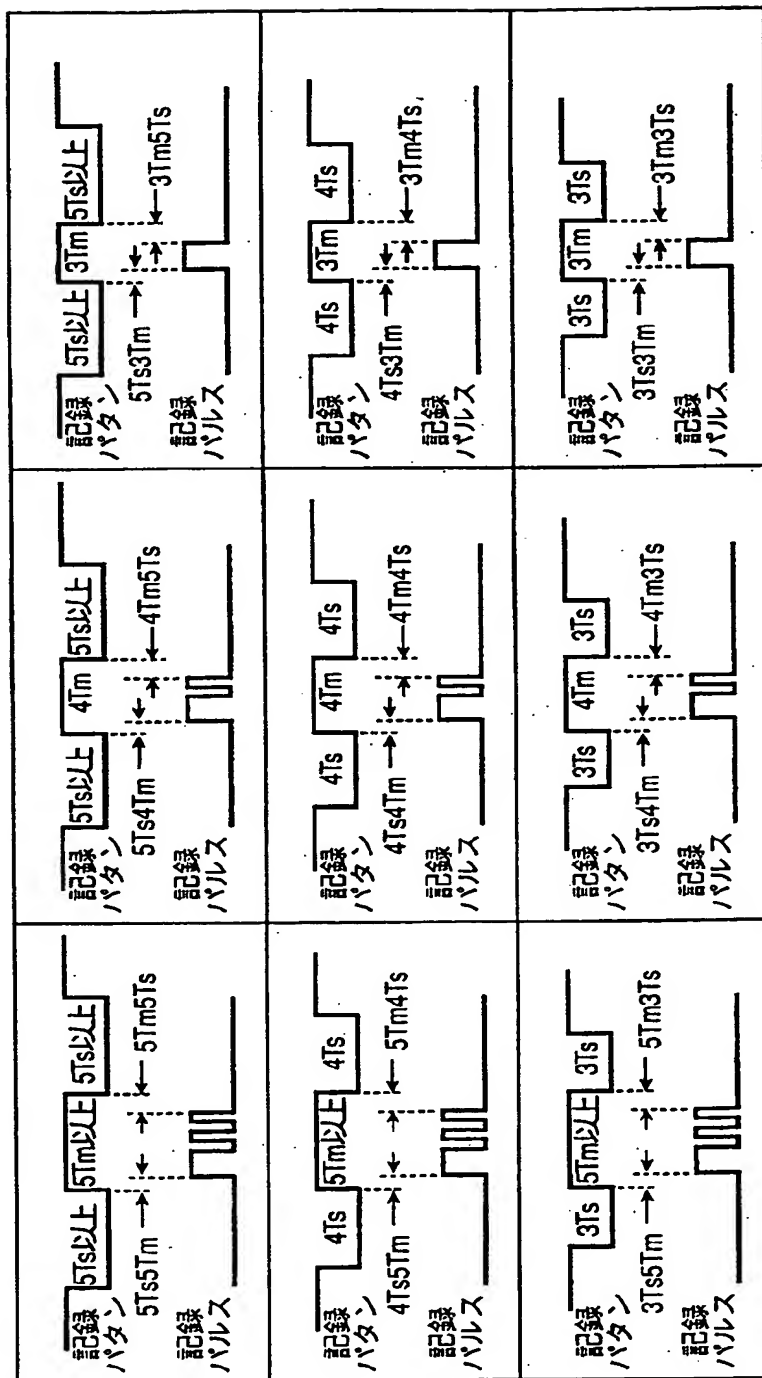 記録
パタン
5Ts以上 5Tm以上 5Ts以上
5Ts5Tm 5Tm5Ts
記録
パルス
記録
パタン
5Ts以上 4Tm 5Ts以上
5Ts4Tm 4Tm5Ts
記録
パルス
記録
パタン
5Ts以上 3Tm 5Ts以上
5Ts3Tm 3Tm5Ts
記録
パルス
記録
パタン
4Ts 5Tm以上 4Ts
4Ts5Tm 5Tm4Ts
記録
パルス
記録
パタン
4Ts 4Tm 4Ts
4Ts4Tm 4Tm4Ts
記録
パルス
記録
パタン
4Ts 3Tm 4Ts
4Ts3Tm 3Tm4Ts
記録
パルス
記録
パタン
3Ts 5Tm以上 3Ts
3Ts5Tm 5Tm3Ts
記録
パルス
記録
パタン
3Ts 4Tm 3Ts
3Ts4Tm 4Tm3Ts
記録
パルス
記録
パタン
3Ts 3Tm 3Ts
3Ts3Tm 3Tm3Ts
記録
パルス